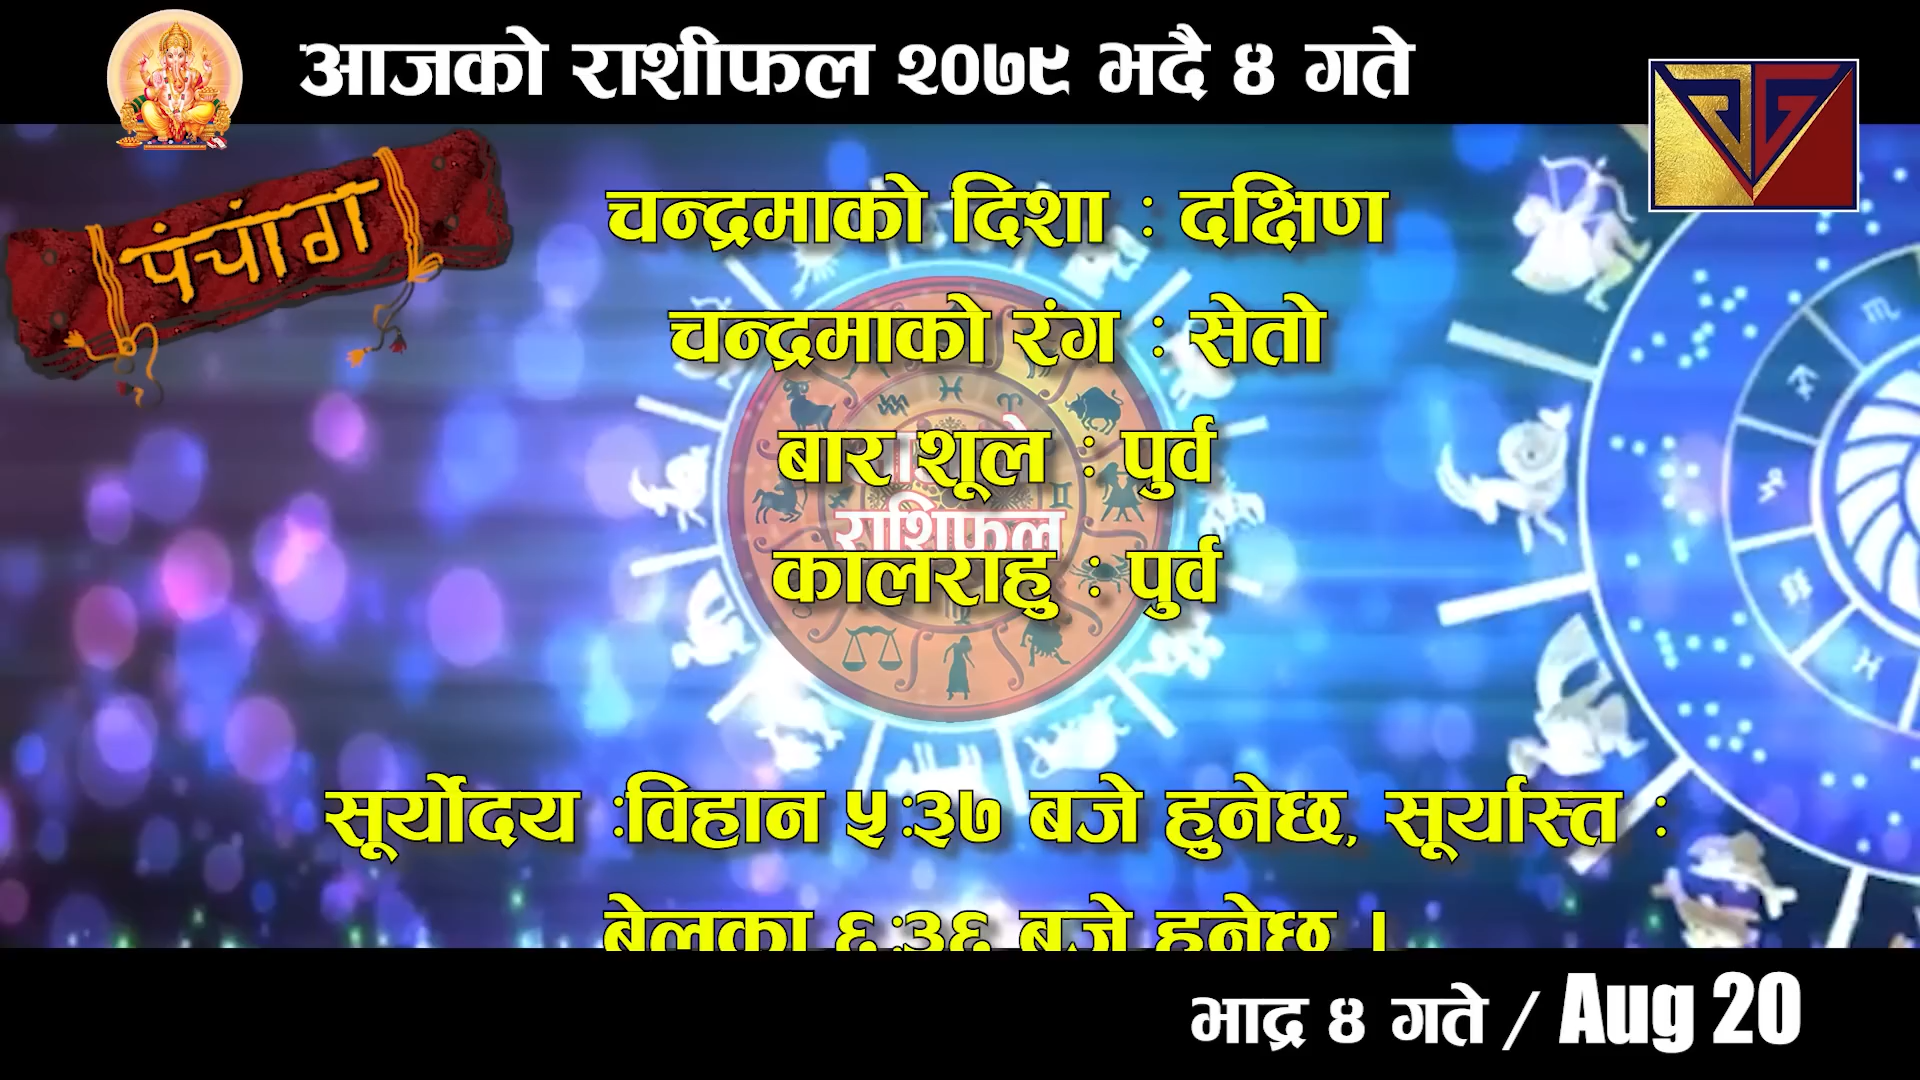 आजको राशीफल २०७९ भदै ४ गते
पंचांग
चन्द्रमाको दिशा : दक्षिण
चन्द्रमाको रंग : सेतो
बार शूले : पुर्व
राशिफल
कालराहु : पुर्व
सूर्योदय :विहान ५:३७ बजे हुनेछ, सूर्यास्त :
बेलुका ६:३६ बजे हुनेछ ।
भाद्र ४ गते / Aug 20